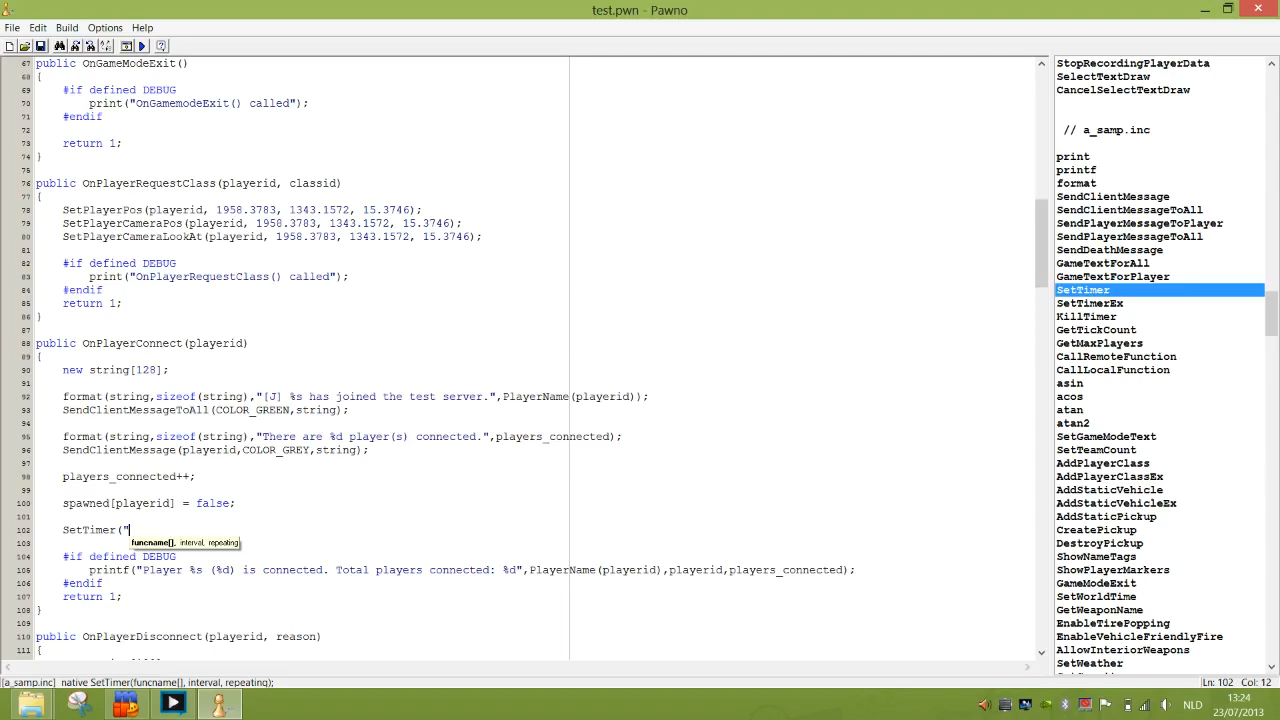 test.pwn - Pawno
File Edit Build Options Help
67 public OnGameModeExit()
68 {
69 #if defined DEBUG
70 print("OnGamemodeExit() called");
71 #endif
72
73 return 1;
74 }
75
76 public OnPlayerRequestClass(playerid, classid)
77 {
78 SetPlayerPos(playerid, 1958.3783, 1343.1572, 15.3746);
79 SetPlayerCameraPos(playerid, 1958.3783, 1343.1572, 15.3746);
80 SetPlayerCameraLookAt(playerid, 1958.3783, 1343.1572, 15.3746);
81
82 #if defined DEBUG
83 print("OnPlayerRequestClass() called");
84 #endif
85 return 1;
86 }
87
88 public OnPlayerConnect(playerid)
89 {
90 new string[128];
91
92 format(string,sizeof(string),"[J] %s has joined the test server.",PlayerName(playerid));
93 SendClientMessageToAll(COLOR_GREEN,string);
94
95 format(string,sizeof(string),"There are %d player(s) connected.",players_connected);
96 SendClientMessage(playerid,COLOR_GREY,string);
97
98 players_connected++;
99
100 spawned[playerid] = false;
101
102 SetTimer("
103 funcname[], interval, repeating
104 #if defined DEBUG
105 printf("Player %s (%d) is connected. Total players connected: %d",PlayerName(playerid),playerid,players_connected);
106 #endif
107 return 1;
108 }
109
110 public OnPlayerDisconnect(playerid, reason)
111 {
StopRecordingPlayerData
SelectTextDraw
CancelSelectTextDraw
// a_samp.inc
print
printf
format
SendClientMessage
SendClientMessageToAll
SendPlayerMessageToPlayer
SendPlayerMessageToAll
SendDeathMessage
GameTextForAll
GameTextForPlayer
SetTimer
SetTimerEx
KillTimer
GetTickCount
GetMaxPlayers
CallRemoteFunction
CallLocalFunction
asin
acos
atan
atan2
SetGameModeText
SetTeamCount
AddPlayerClass
AddPlayerClassEx
AddStaticVehicle
AddStaticVehicleEx
AddStaticPickup
CreatePickup
DestroyPickup
ShowNameTags
ShowPlayerMarkers
GameModeExit
SetWorldTime
GetWeaponName
EnableTirePopping
EnableVehicleFriendlyFire
AllowInteriorWeapons
SetWeather
[a_samp.inc] native SetTimer(funcname[], interval, repeating);
Ln: 102 Col: 12
NLD
13:24
23/07/2013